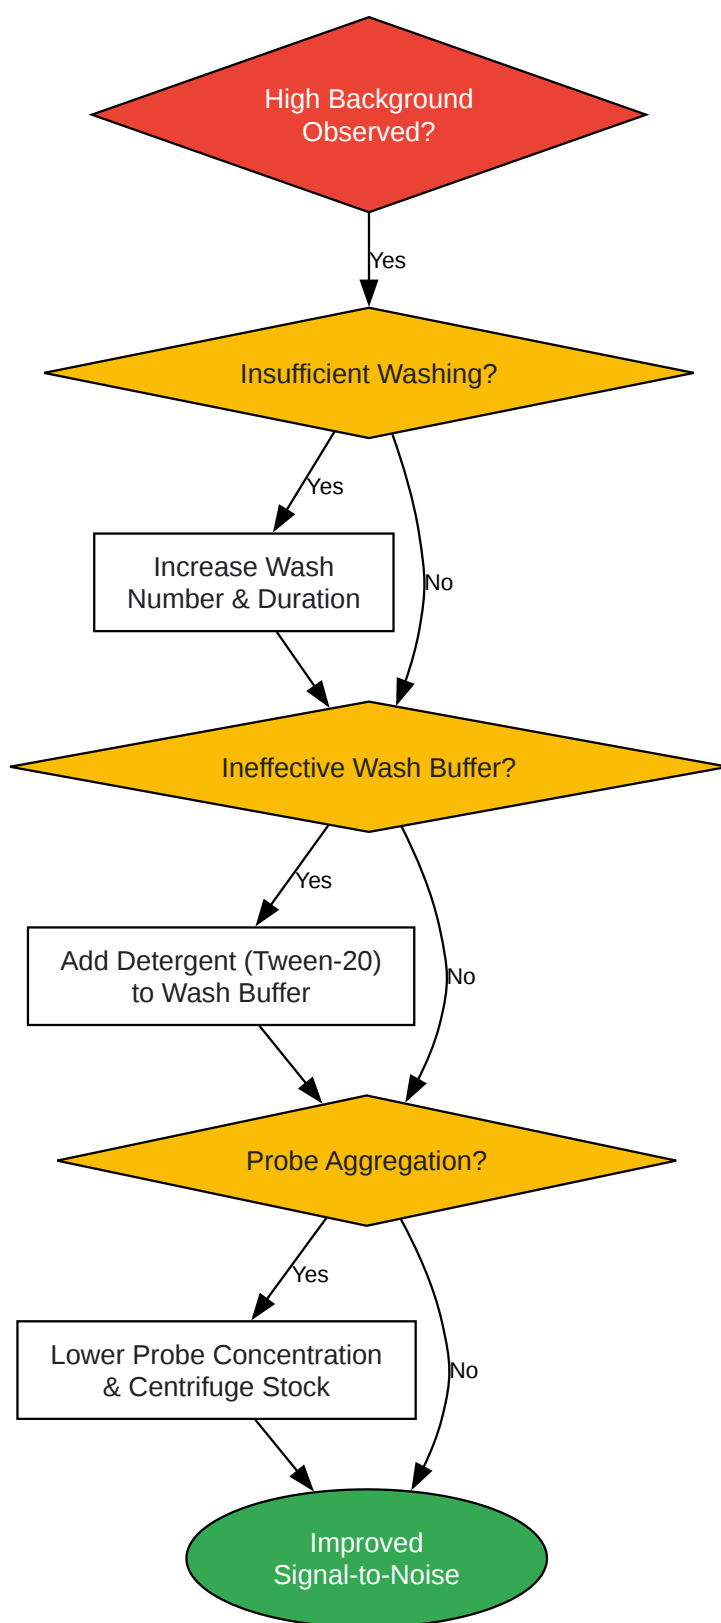 High Background
Observed?
Yes
Insufficient Washing?
Yes
Increase Wash
Number & Duration
No
Ineffective Wash Buffer?
Yes
Add Detergent (Tween-20)
to Wash Buffer
No
Probe Aggregation?
Yes
Lower Probe Concentration
& Centrifuge Stock
No
Improved
Signal-to-Noise